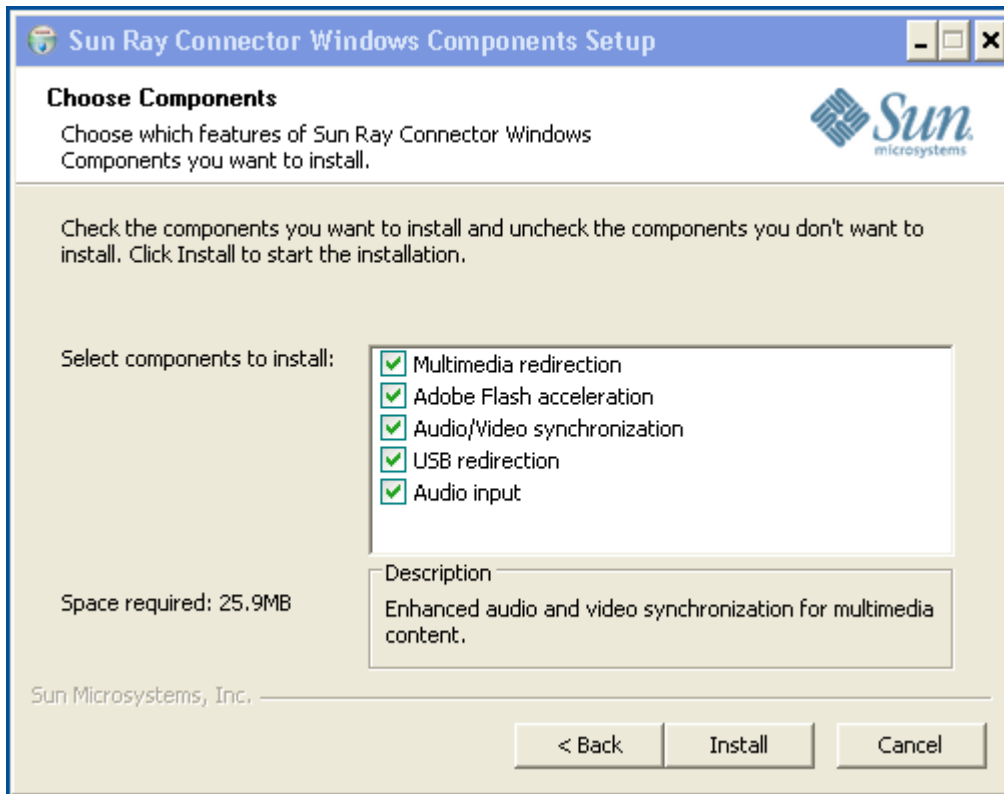 Sun Ray Connector Windows Components Setup
Choose Components
Choose which features of Sun Ray Connector Windows
Components you want to install.
Sun
microsystems
Check the components you want to install and uncheck the components you don't want to
install. Click Install to start the installation.
Select components to install:
Multimedia redirection
Adobe Flash acceleration
Audio/Video synchronization
USB redirection
Audio input
Space required: 25.9MB
Description
Enhanced audio and video synchronization for multimedia
content.
Sun Microsystems, Inc.
< Back
Install
Cancel